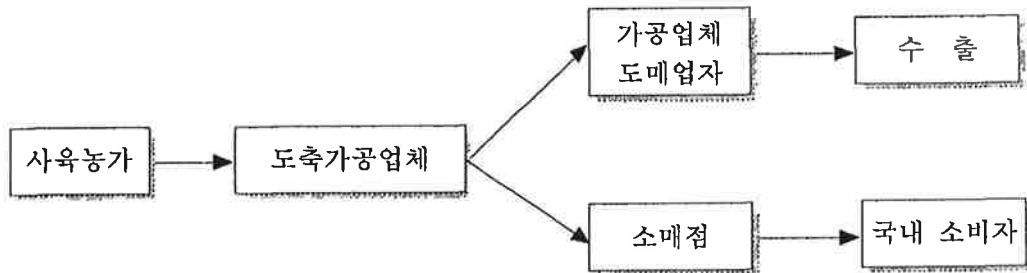 가공업체
도매업자
수 출
사육농가
도축가공업체
소매점
국내 소비자